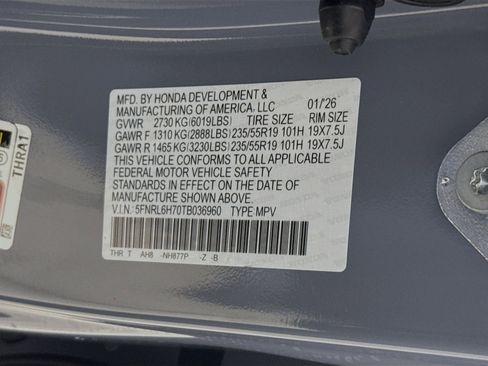 MFD. BY HONDA DEVELOPMENT &
MANUFACTURING OF AMERICA, LLC 01/26
GVWR 2730 KG (6019LBS) TIRE SIZE RIM SIZE
GAWR F 1310 KG (2888LBS) 235/55R19 101H 19X7.5J
GAWR R 1465 KG (3230LBS) 235/55R19 101H 19X7.5J
THIS VEHICLE CONFORMS TO ALL APPLICABLE
FEDERAL MOTOR VEHICLE SAFETY
STANDARDS IN EFFECT ON THE DATE OF
MANUFACTURE SHOWN ABOVE.
V.I.N. 5FNRL6H70TB036960 TYPE:MPV
THR T AH8 -NH877P -Z -B
THRA1